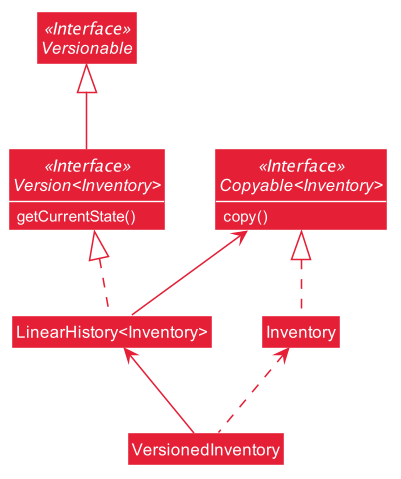 «Interface»
Versionable
«Interface»
Version<Inventory>
getCurrentState()
«Interface»
Copyable<Inventory>
copy()
LinearHistory<Inventory>
Inventory
VersionedInventory